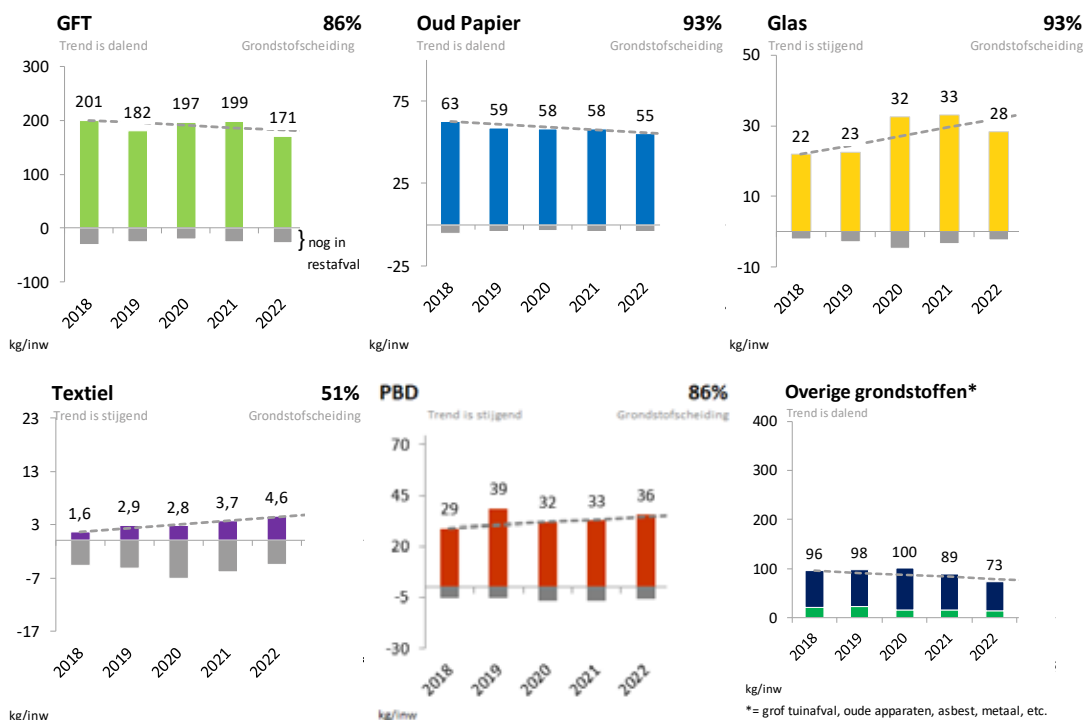 GFT 86%
Trend is dalend Grondstofscheiding
300
200
100
0
-100
201 182 197 199 171
} nog in
restafval
2018 2019 2020 2021 2022
kg/inw
Oud Papier 93%
Trend is dalend Grondstofscheiding
75
25
-25
63 59 58 58 55
2018 2019 2020 2021 2022
kg/inw
Glas 93%
Trend is stijgend Grondstofscheiding
50
30
10
-10
22 23 32 33 28
2018 2019 2020 2021 2022
kg/inw
Textiel 51%
Trend is stijgend Grondstofscheiding
23
13
3
-7
-17
1,6 2,9 2,8 3,7 4,6
2018 2019 2020 2021 2022
kg/inw
PBD 86%
Trend is stijgend Grondstofscheiding
70
45
20
-5
-30
29 39 32 33 36
2018 2019 2020 2021 2022
kg/inw
Overige grondstoffen*
Trend is dalend
400
300
200
100
0
96 98 100 89 73
2018 2019 2020 2021 2022
kg/inw
*= grof tuinafval, oude apparaten, asbest, metaal, etc.